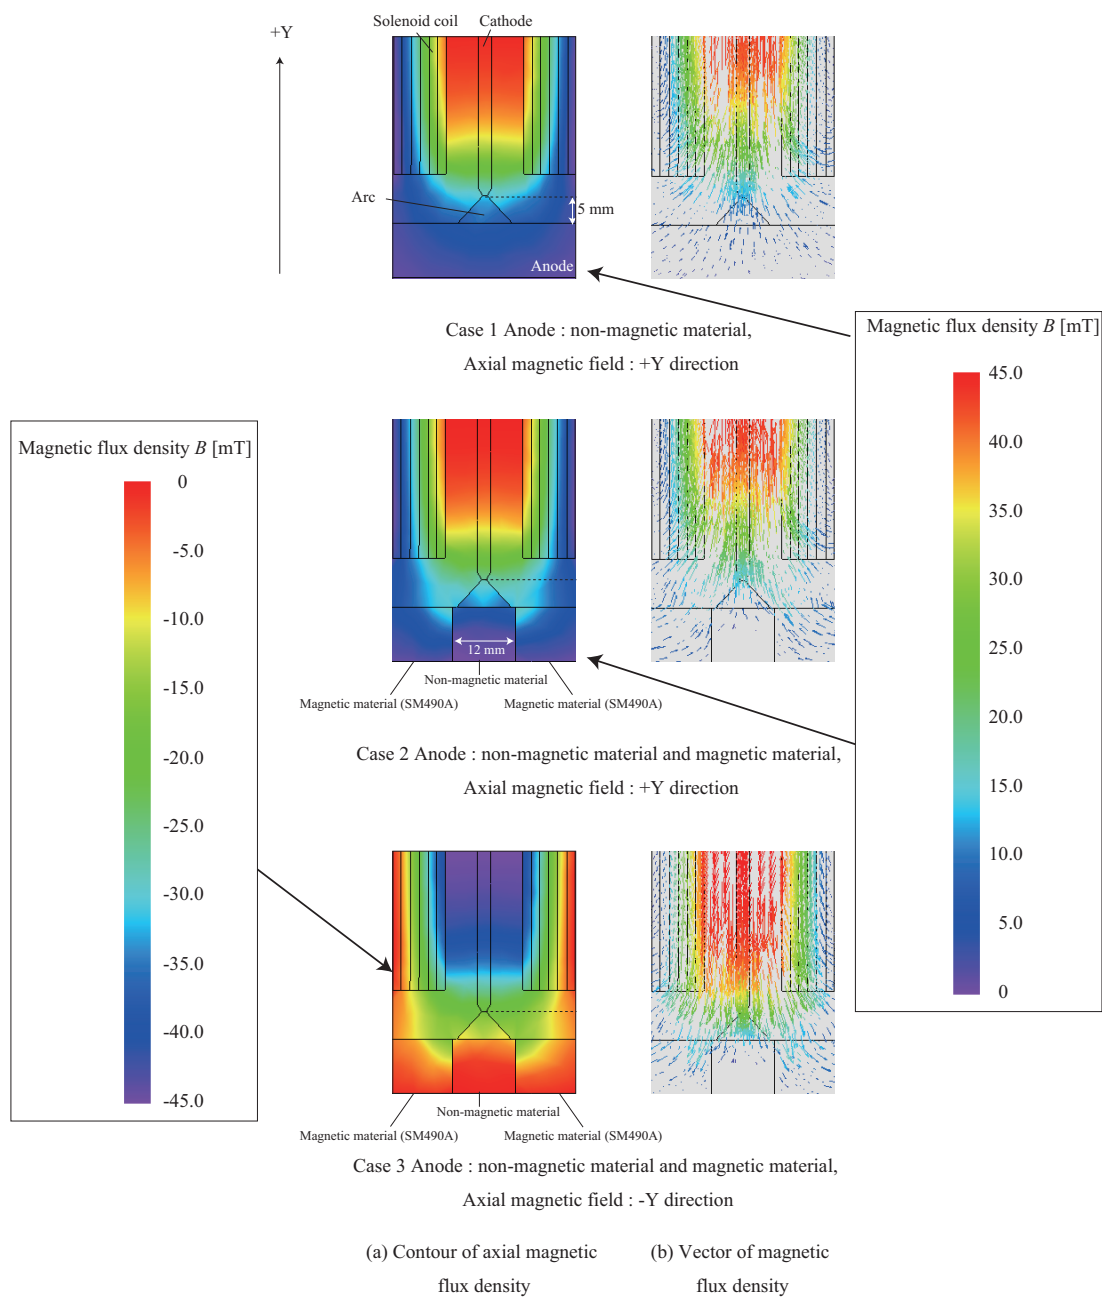 +Y
Solenoid coil
Cathode
Arc
5 mm
Anode
Case 1 Anode : non-magnetic material,
Axial magnetic field : +Y direction
Magnetic flux density B [mT]
45.0
40.0
35.0
30.0
25.0
20.0
15.0
10.0
5.0
0
Magnetic flux density B [mT]
0
-5.0
-10.0
-15.0
-20.0
-25.0
-30.0
-35.0
-40.0
-45.0
12 mm
Non-magnetic material
Magnetic material (SM490A)
Magnetic material (SM490A)
Case 2 Anode : non-magnetic material and magnetic material,
Axial magnetic field : +Y direction
Non-magnetic material
Magnetic material (SM490A)
Magnetic material (SM490A)
Case 3 Anode : non-magnetic material and magnetic material,
Axial magnetic field : -Y direction
(a) Contour of axial magnetic
flux density
(b) Vector of magnetic
flux density